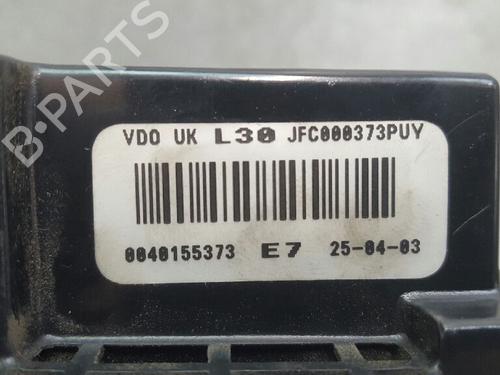 B-PARTS
VDO UK L30 JFC000373PUY
0040155373 E7 25-04-03